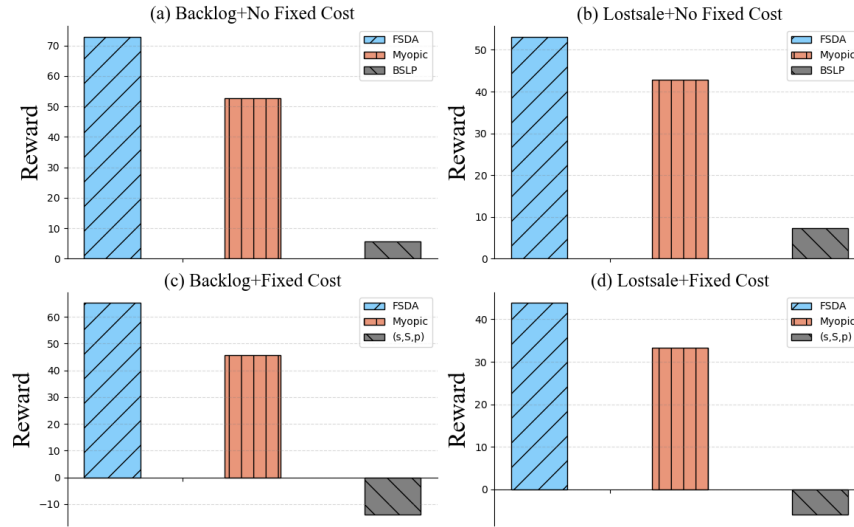 (a) Backlog+No Fixed Cost
Reward
70
60
50
40
30
20
10
0
FSDA
Myopic
BSLP
(b) Lostsale+No Fixed Cost
Reward
50
40
30
20
10
0
FSDA
Myopic
BSLP
(c) Backlog+Fixed Cost
Reward
60
50
40
30
20
10
0
−10
FSDA
Myopic
(s,S,p)
(d) Lostsale+Fixed Cost
Reward
40
30
20
10
0
FSDA
Myopic
(s,S,p)